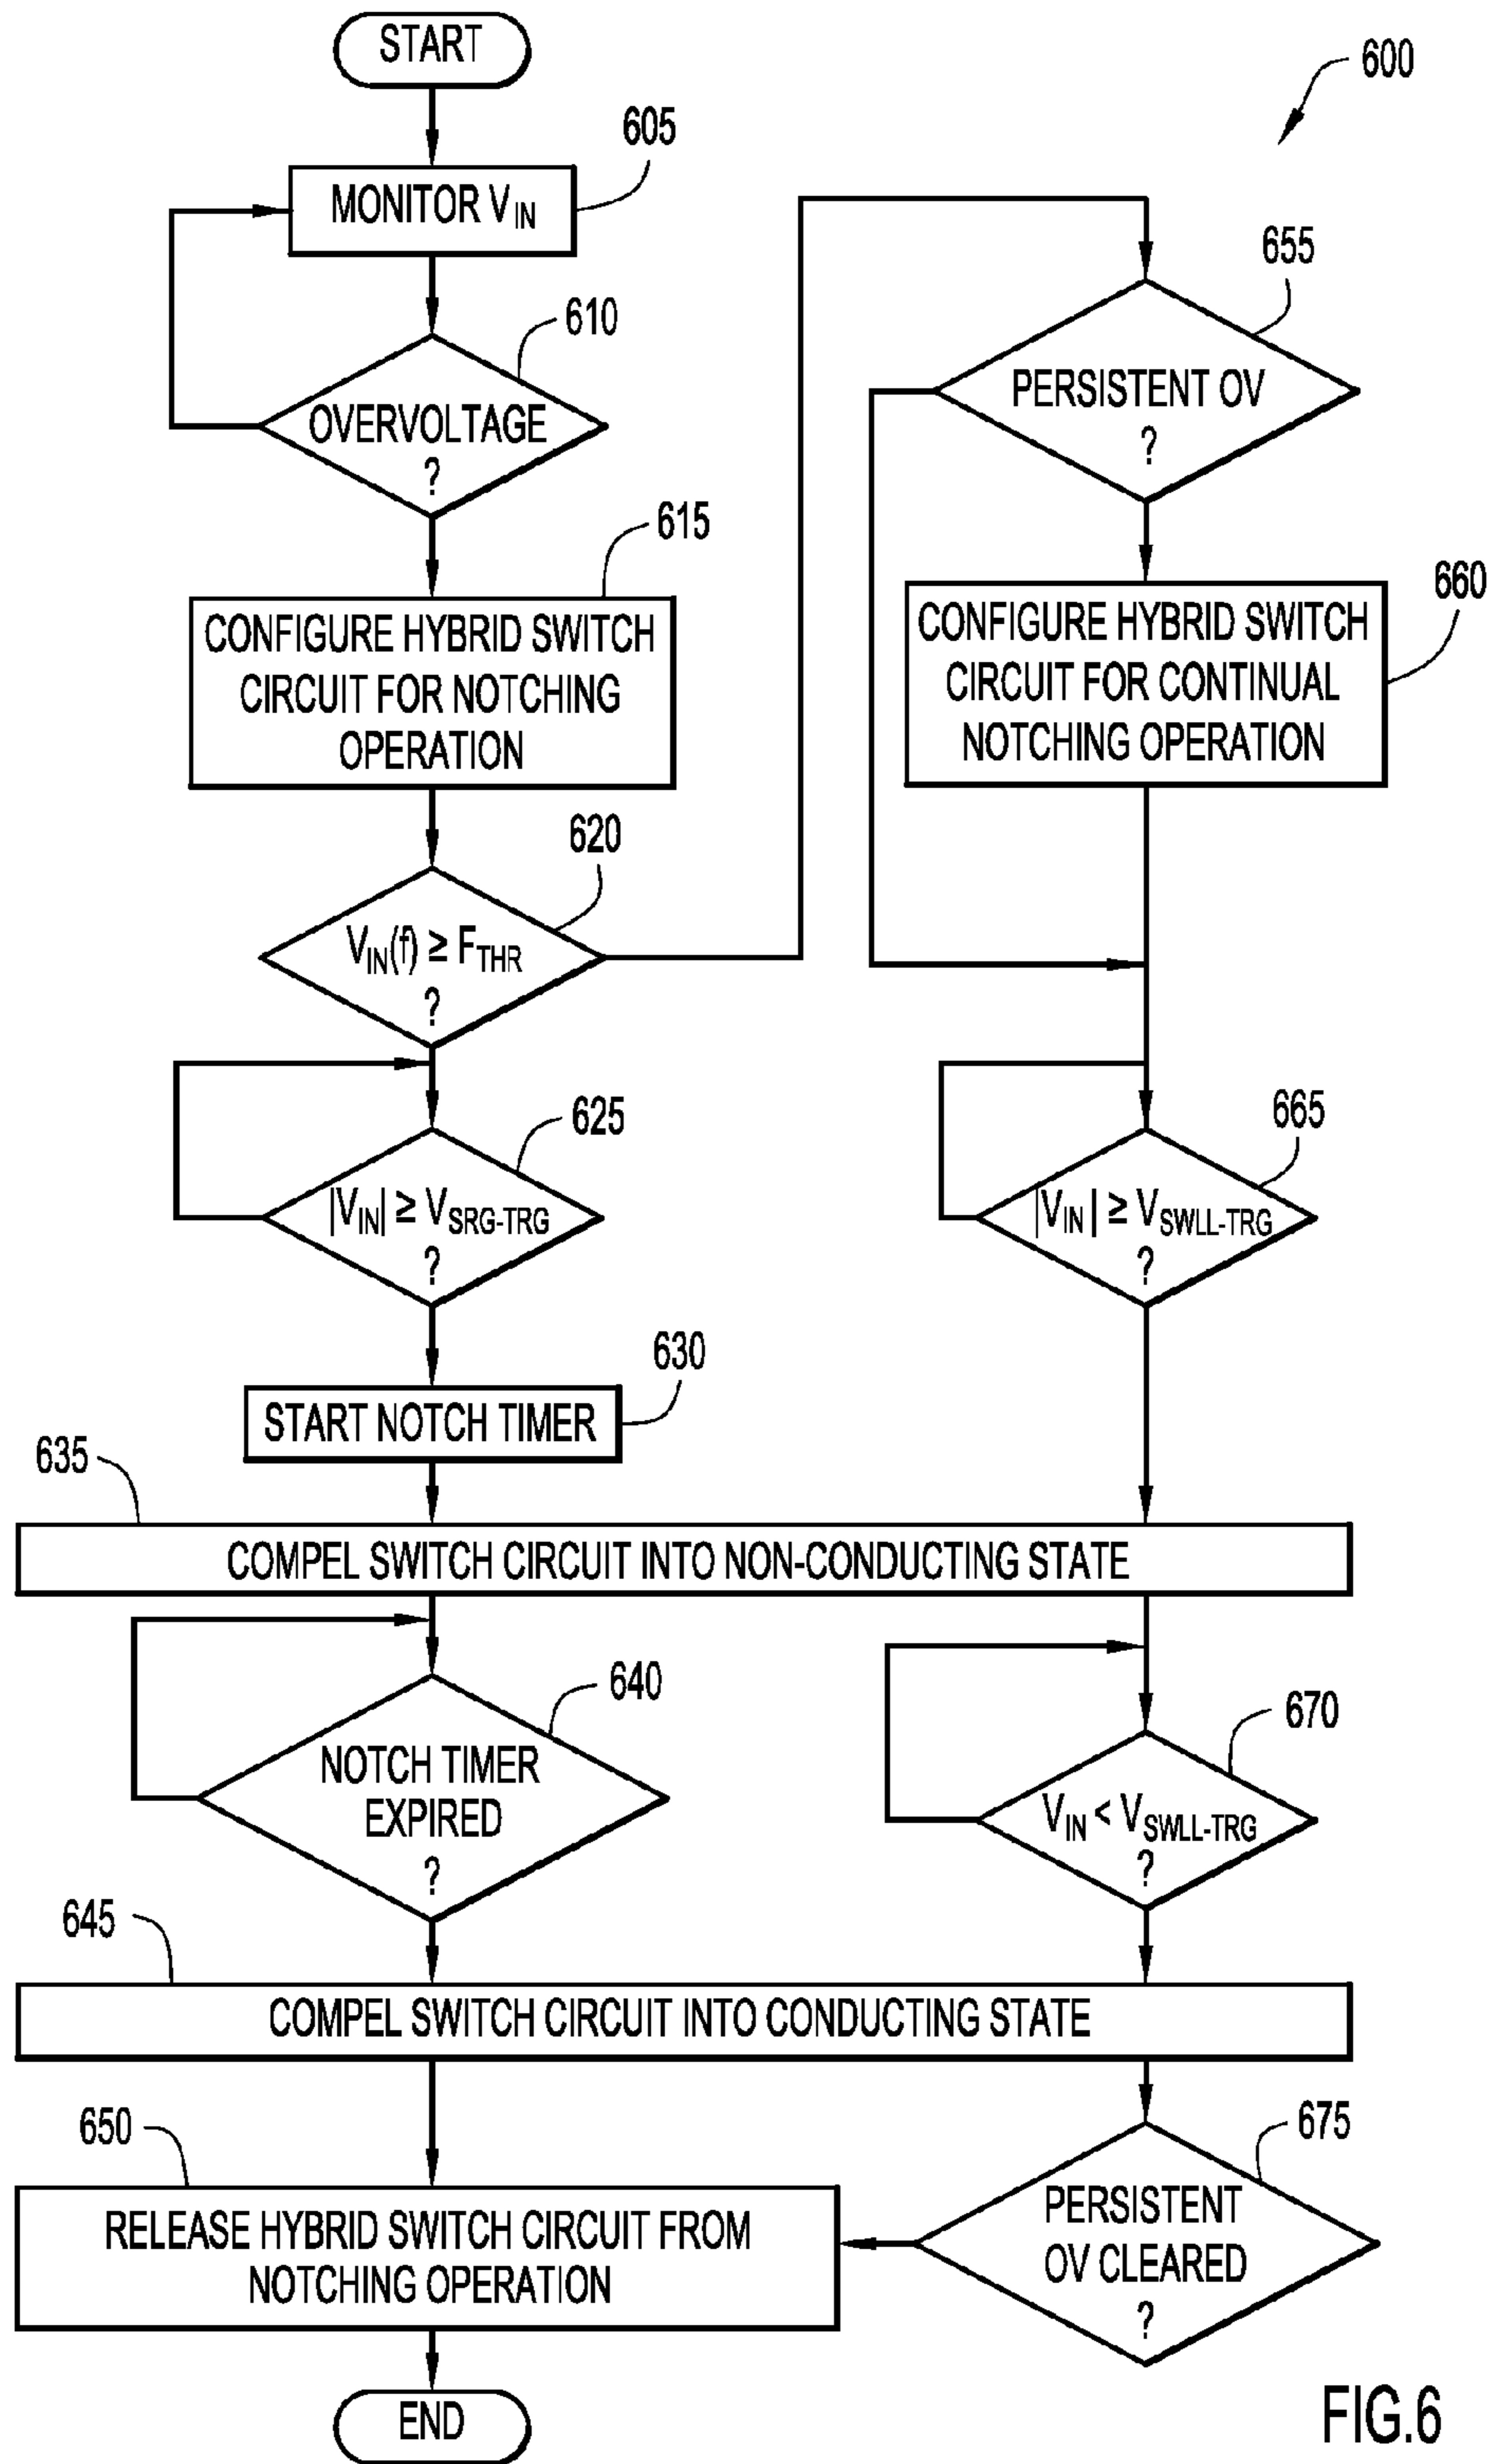 START
600
605
MONITOR VIN
610
OVERVOLTAGE
?
615
CONFIGURE HYBRID SWITCH
CIRCUIT FOR NOTCHING
OPERATION
620
VIN(f) ≥ FTHR
?
625
|VIN| ≥ VSRG-TRG
?
630
START NOTCH TIMER
655
PERSISTENT OV
?
660
CONFIGURE HYBRID SWITCH
CIRCUIT FOR CONTINUAL
NOTCHING OPERATION
665
|VIN| ≥ VSWLL-TRG
?
635
COMPEL SWITCH CIRCUIT INTO NON-CONDUCTING STATE
640
NOTCH TIMER
EXPIRED
?
670
VIN < VSWLL-TRG
?
645
COMPEL SWITCH CIRCUIT INTO CONDUCTING STATE
650
RELEASE HYBRID SWITCH CIRCUIT FROM
NOTCHING OPERATION
675
PERSISTENT
OV CLEARED
?
END
FIG.6